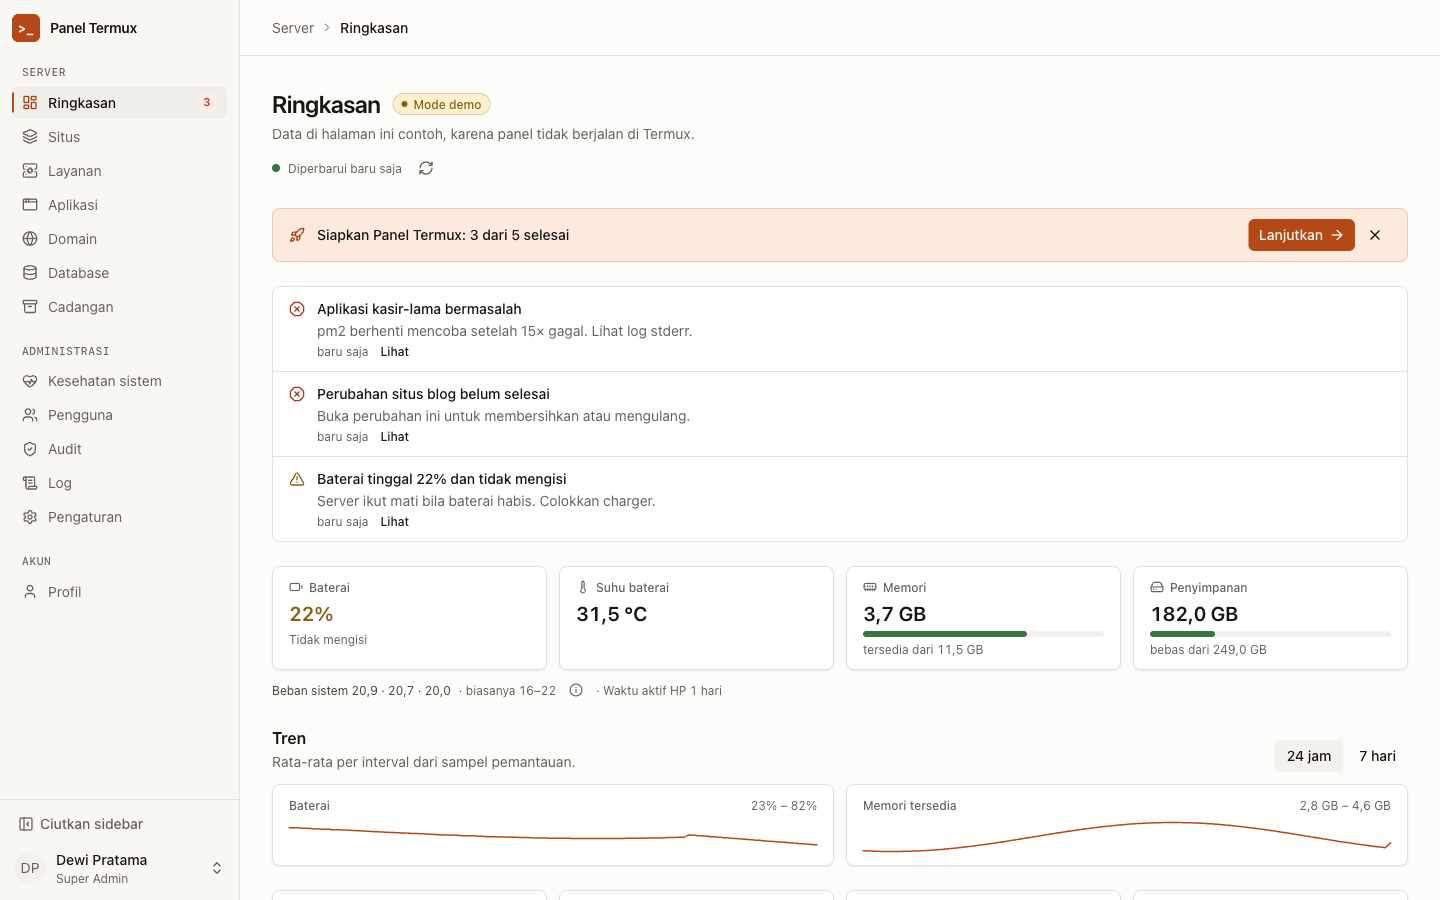 Panel Termux
SERVER
Ringkasan 3
Situs
Layanan
Aplikasi
Domain
Database
Cadangan
ADMINISTRASI
Kesehatan sistem
Pengguna
Audit
Log
Pengaturan
AKUN
Profil
Ciutkan sidebar
DP
Dewi Pratama
Super Admin
Server > Ringkasan
Ringkasan
Mode demo
Data di halaman ini contoh, karena panel tidak berjalan di Termux.
Diperbarui baru saja
Siapkan Panel Termux: 3 dari 5 selesai
Lanjutkan →
Aplikasi kasir-lama bermasalah
pm2 berhenti mencoba setelah 15× gagal. Lihat log stderr.
baru saja Lihat
Perubahan situs blog belum selesai
Buka perubahan ini untuk membersihkan atau mengulang.
baru saja Lihat
Baterai tinggal 22% dan tidak mengisi
Server ikut mati bila baterai habis. Colokkan charger.
baru saja Lihat
Baterai
22%
Tidak mengisi
Suhu baterai
31,5 °C
Memori
3,7 GB
tersedia dari 11,5 GB
Penyimpanan
182,0 GB
bebas dari 249,0 GB
Beban sistem 20,9 · 20,7 · 20,0 · biasanya 16–22 · Waktu aktif HP 1 hari
Tren
Rata-rata per interval dari sampel pemantauan.
24 jam 7 hari
Baterai 23% – 82%
Memori tersedia 2,8 GB – 4,6 GB